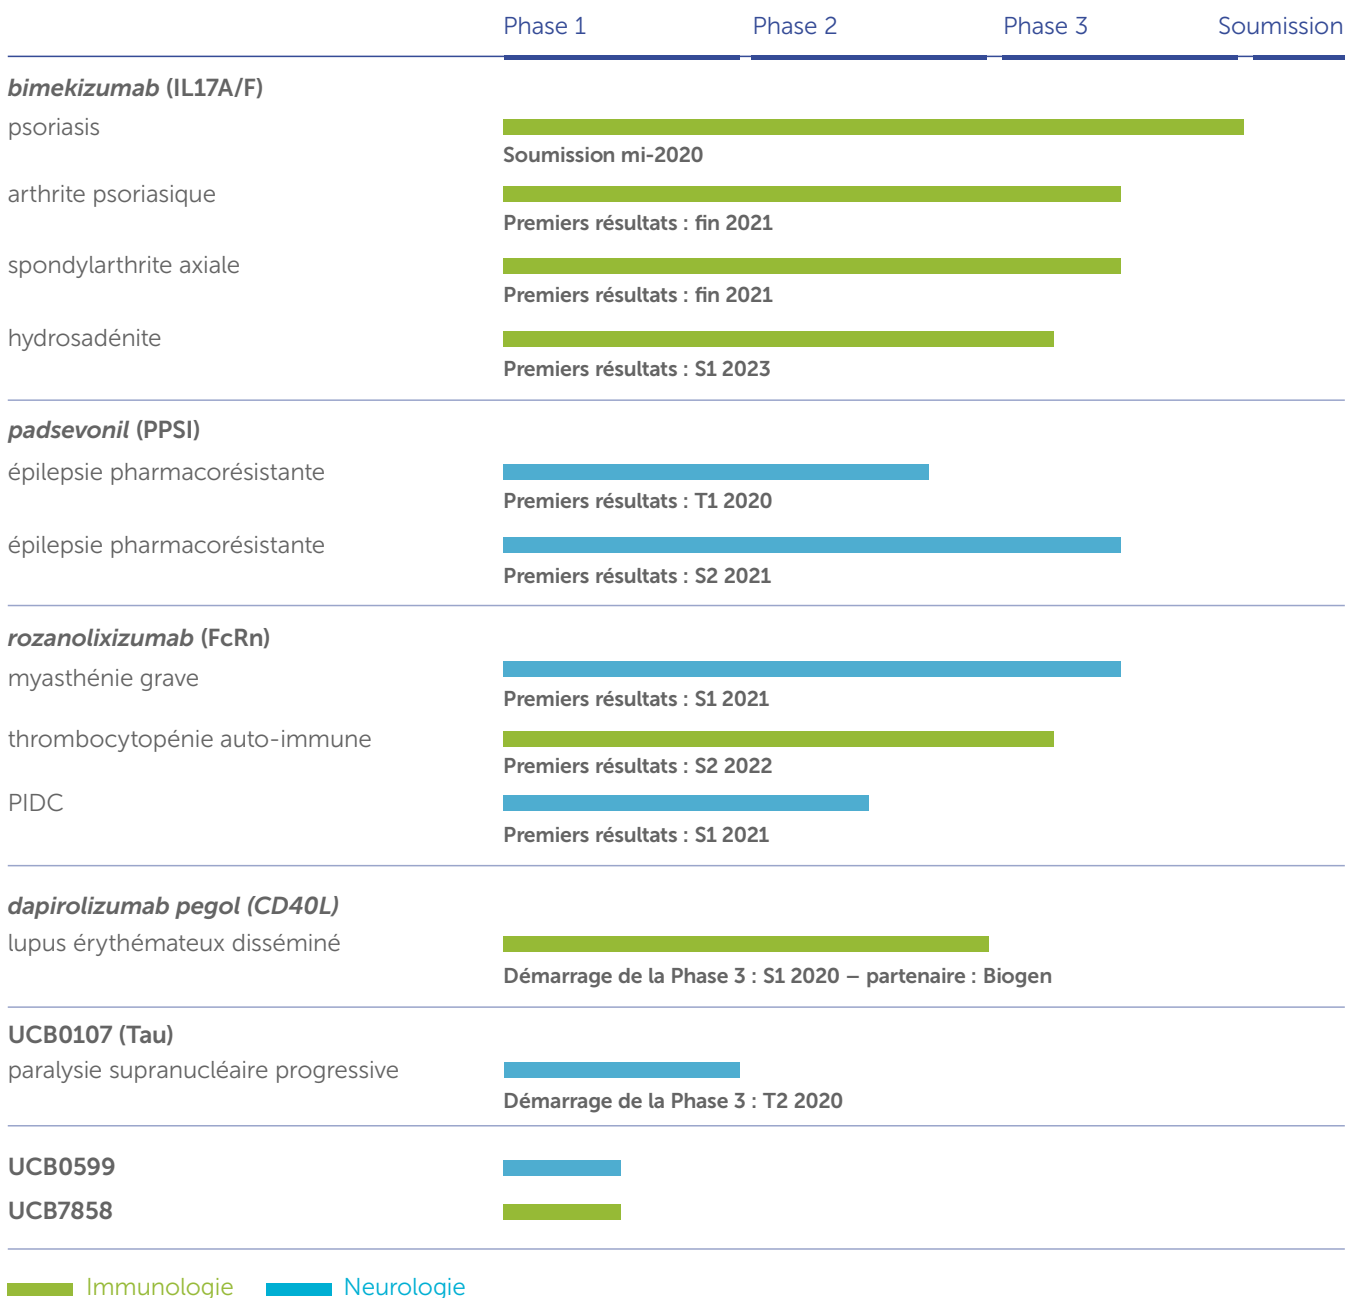 Phase 1 Phase 2 Phase 3 Soumission
bimekizumab (IL17A/F)
psoriasis
Soumission mi-2020
arthrite psoriasique
Premiers résultats : fin 2021
spondylarthrite axiale
Premiers résultats : fin 2021
hydrosadénite
Premiers résultats : S1 2023
padsevonil (PPSI)
épilepsie pharmacorésistante
Premiers résultats : T1 2020
épilepsie pharmacorésistante
Premiers résultats : S2 2021
rozanolixizumab (FcRn)
myasthénie grave
Premiers résultats : S1 2021
thrombocytopénie auto-immune
Premiers résultats : S2 2022
PIDC
Premiers résultats : S1 2021
dapirolizumab pegol (CD40L)
lupus érythémateux disséminé
Démarrage de la Phase 3 : S1 2020 – partenaire : Biogen
UCB0107 (Tau)
paralysie supranucléaire progressive
Démarrage de la Phase 3 : T2 2020
UCB0599
UCB7858
Immunologie Neurologie